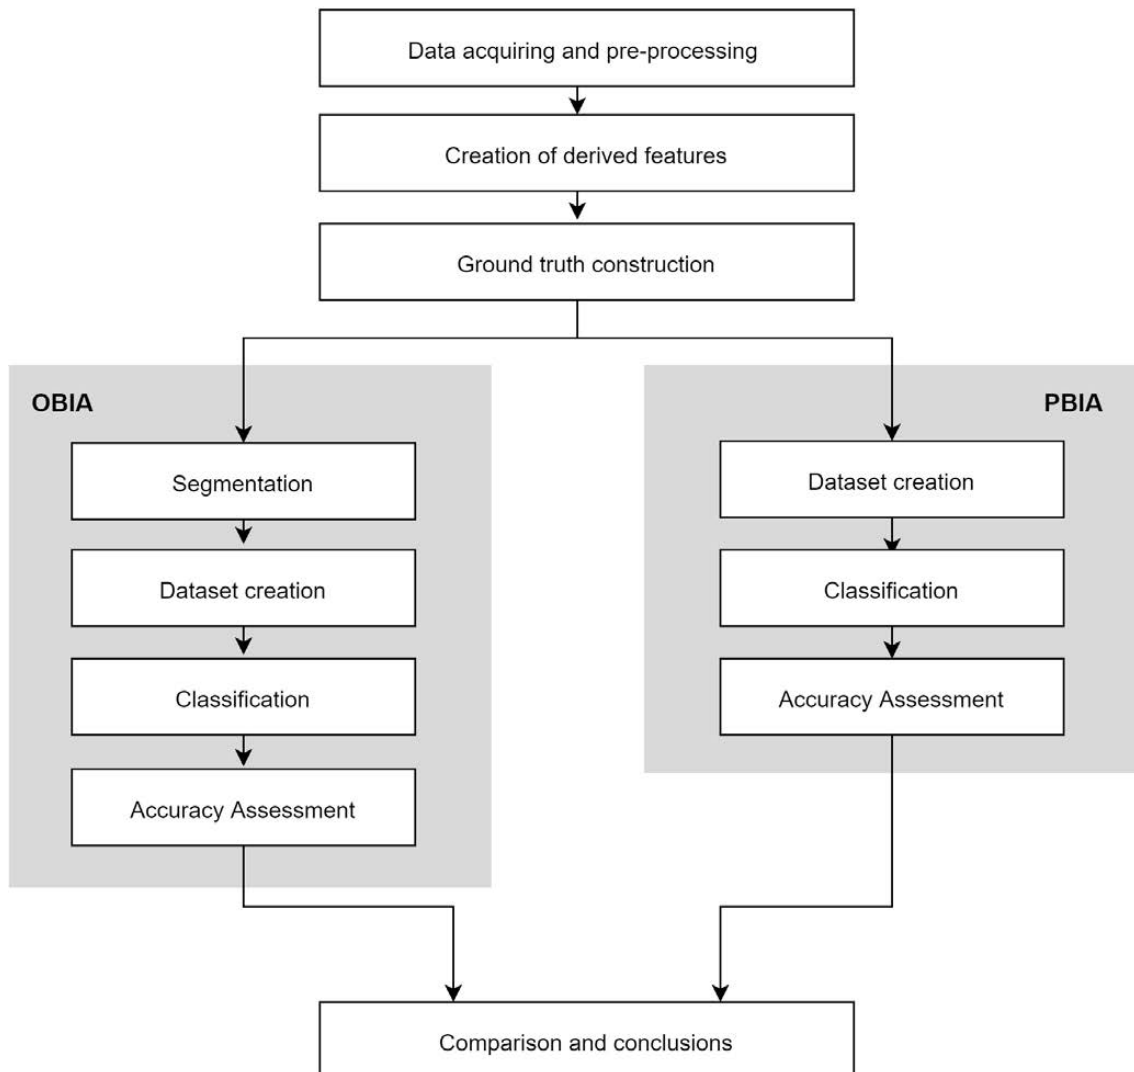 Data acquiring and pre-processing
Creation of derived features
Ground truth construction
OBIA
Segmentation
Dataset creation
Classification
Accuracy Assessment
PBIA
Dataset creation
Classification
Accuracy Assessment
Comparison and conclusions